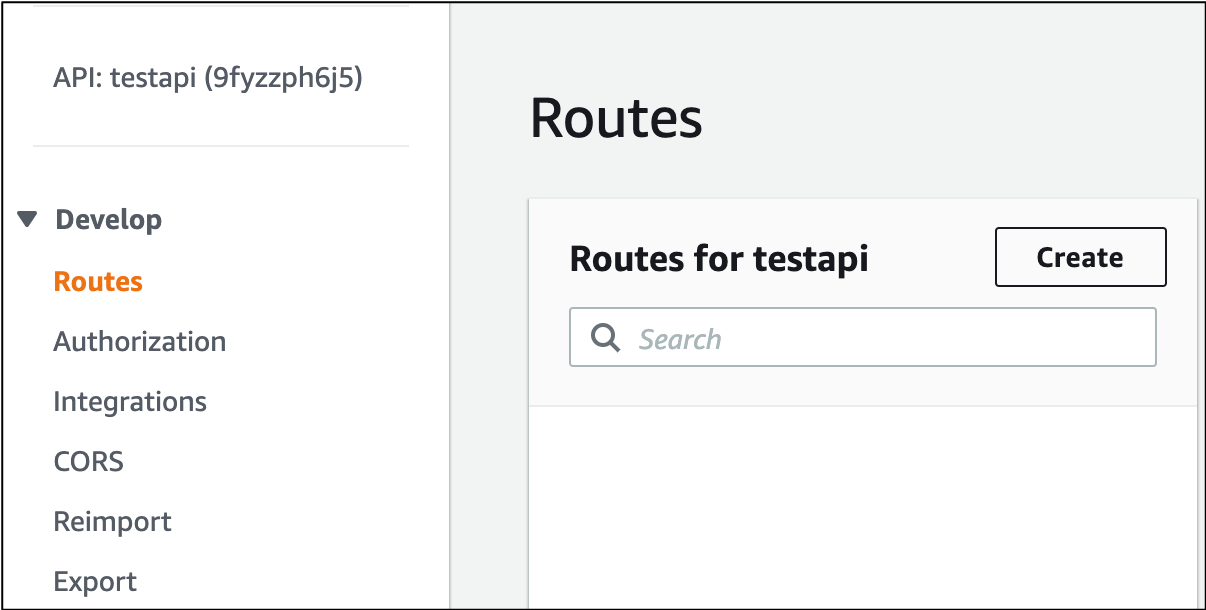 API: testapi (9fyzzph6j5)
Develop
Routes
Authorization
Integrations
CORS
Reimport
Export
Routes
Routes for testapi
Create
Search